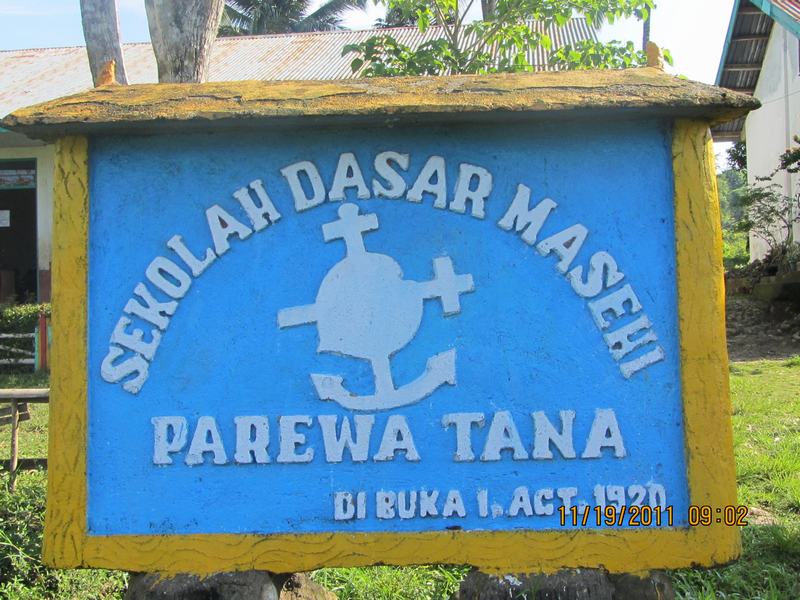 SEKOLAH DASAR MASEHI
PAREWA TANA
DI BUKA 1, ACT. 1920
11/19/2011 09:02